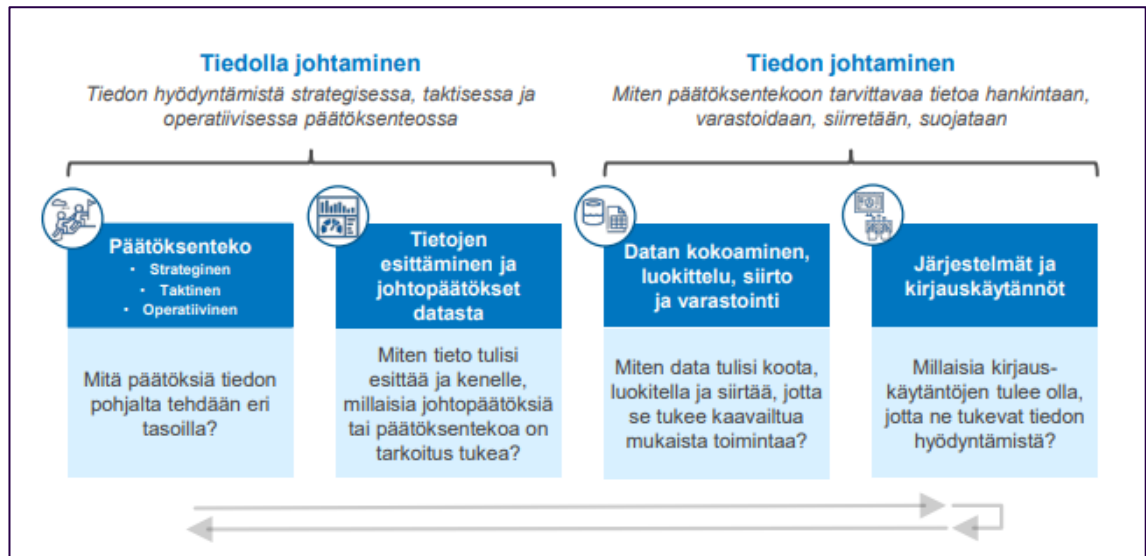 Tiedolla johtaminen
Tiedon hyödyntämistä strategisessa, taktisessa ja
operatiivisessa päätöksenteossa
Tiedon johtaminen
Miten päätöksentekoon tarvittavaa tietoa hankintaan,
varastoidaan, siirretään, suojataan
Päätöksenteko
• Strateginen
• Taktinen
• Operatiivinen
Mitä päätöksiä tiedon
pohjalta tehdään eri
tasoilla?
Tietojen
esittäminen ja
johtopäätökset
datasta
Miten tieto tulisi
esittää ja kenelle,
millaisia johtopäätöksiä
tai päätöksentekoa on
tarkoitus tukea?
Datan kokoaminen,
luokittelu, siirto
ja varastointi
Miten data tulisi koota,
luokitella ja siirtää, jotta
se tukee kaavailtua
mukaista toimintaa?
Järjestelmät ja
kirjauskäytännöt
Millaisia kirjaus-
käytäntöjen tulee olla,
jotta ne tukevat tiedon
hyödyntämistä?